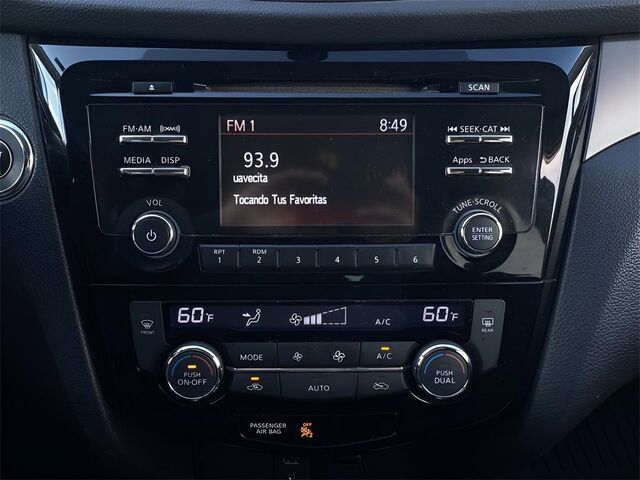 SCAN
FM·AM
MEDIA DISP
FM 1 8:49
93.9
uavecita
Tocando Tus Favoritas
SEEK·CAT
Apps BACK
VOL
TUNE·SCROLL
ENTER
SETTING
RPT RDM
1 2 3 4 5 6
FRONT
60°F A/C 60°F
REAR
PUSH
ON·OFF
MODE A/C
AUTO
PUSH
DUAL
PASSENGER
AIR BAG
OFF
2